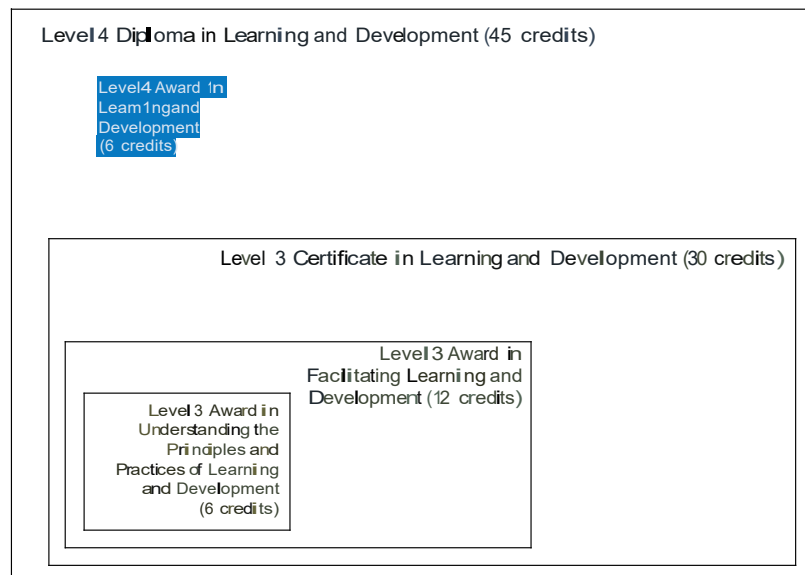 Level 4 Diploma in Learning and Development (45 credits)
Level4 Award 1n
Leam1ngand
Development
(6 credits)
Level 3 Certificate in Learning and Development (30 credits)
Level 3 Award in
Facilitating Learning and
Development (12 credits)
Level 3 Award in
Understanding the
Principles and
Practices of Learning
and Development
(6 credits)